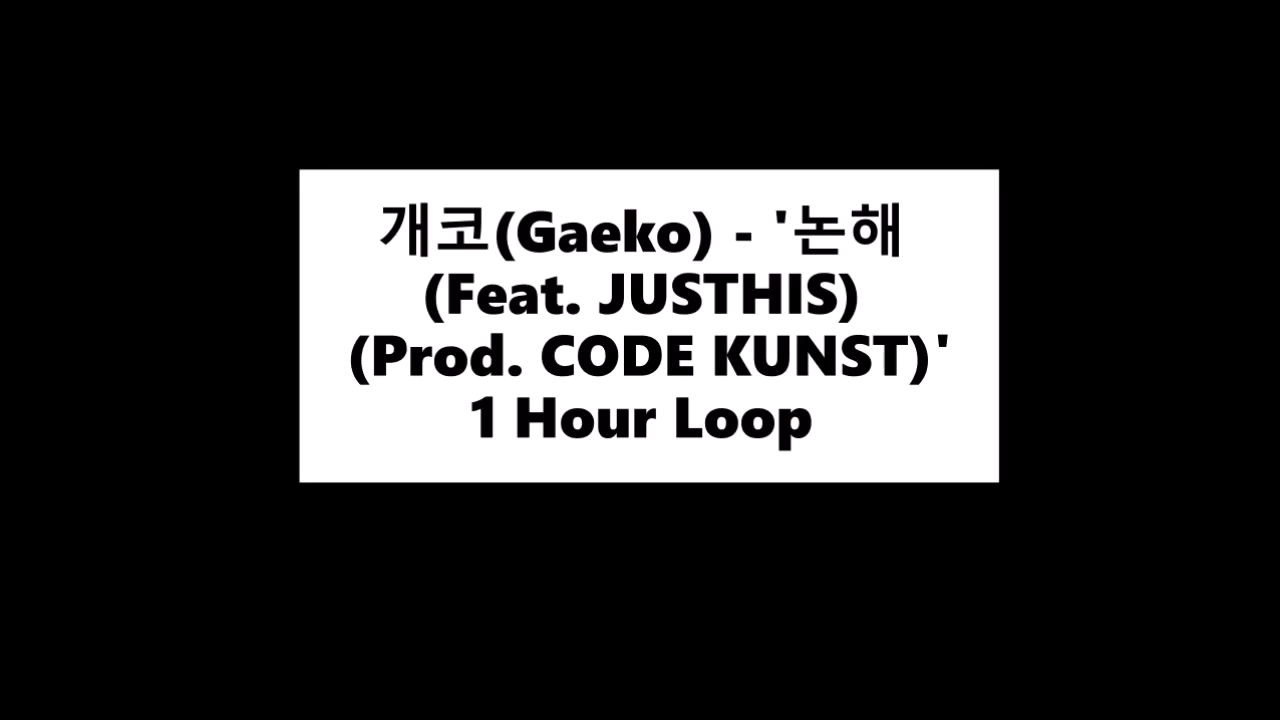 개코(Gaeko) - '논해
(Feat. JUSTHIS)
(Prod. CODE KUNST)'
1 Hour Loop